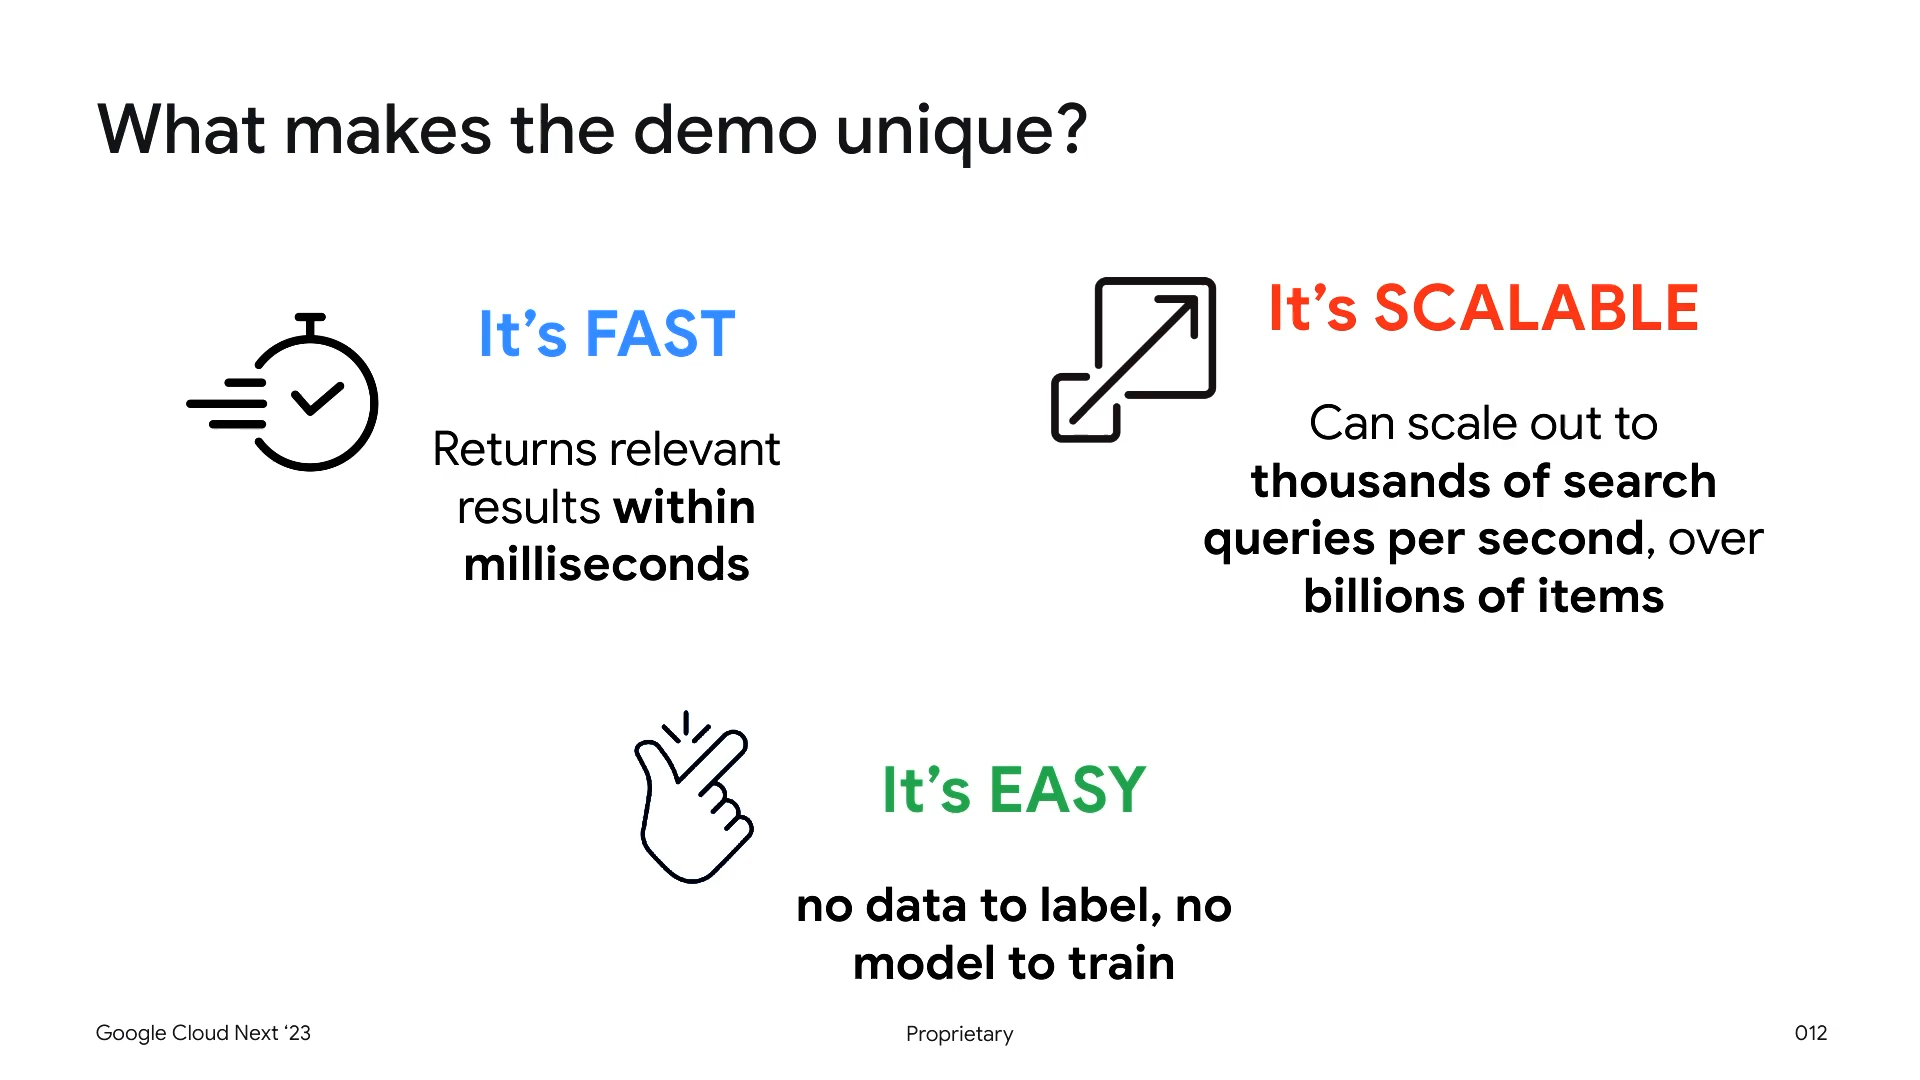 What makes the demo unique?
It’s FAST
Returns relevant
results within
milliseconds
It’s SCALABLE
Can scale out to
thousands of search
queries per second, over
billions of items
It’s EASY
no data to label, no
model to train
Google Cloud Next ‘23
Proprietary
012